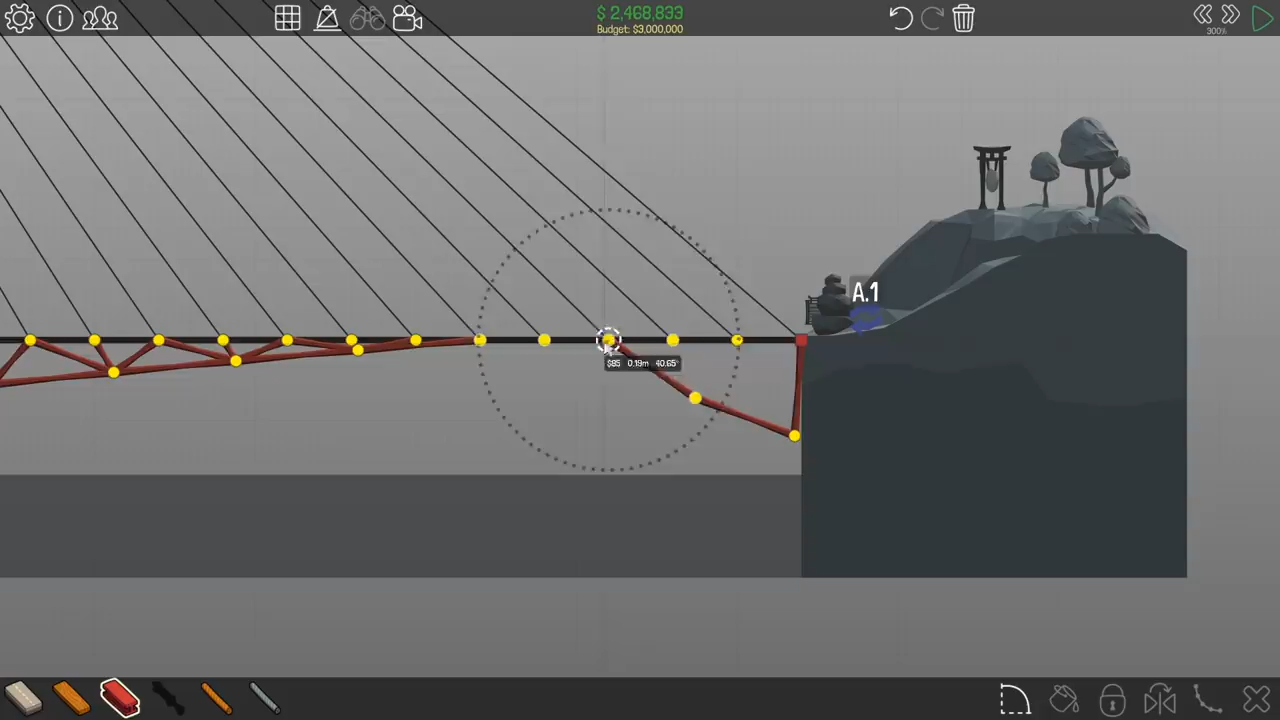 $ 2,468,833
Budget: $3,000,000
300%
A.1
$85 0.19m 40.65°